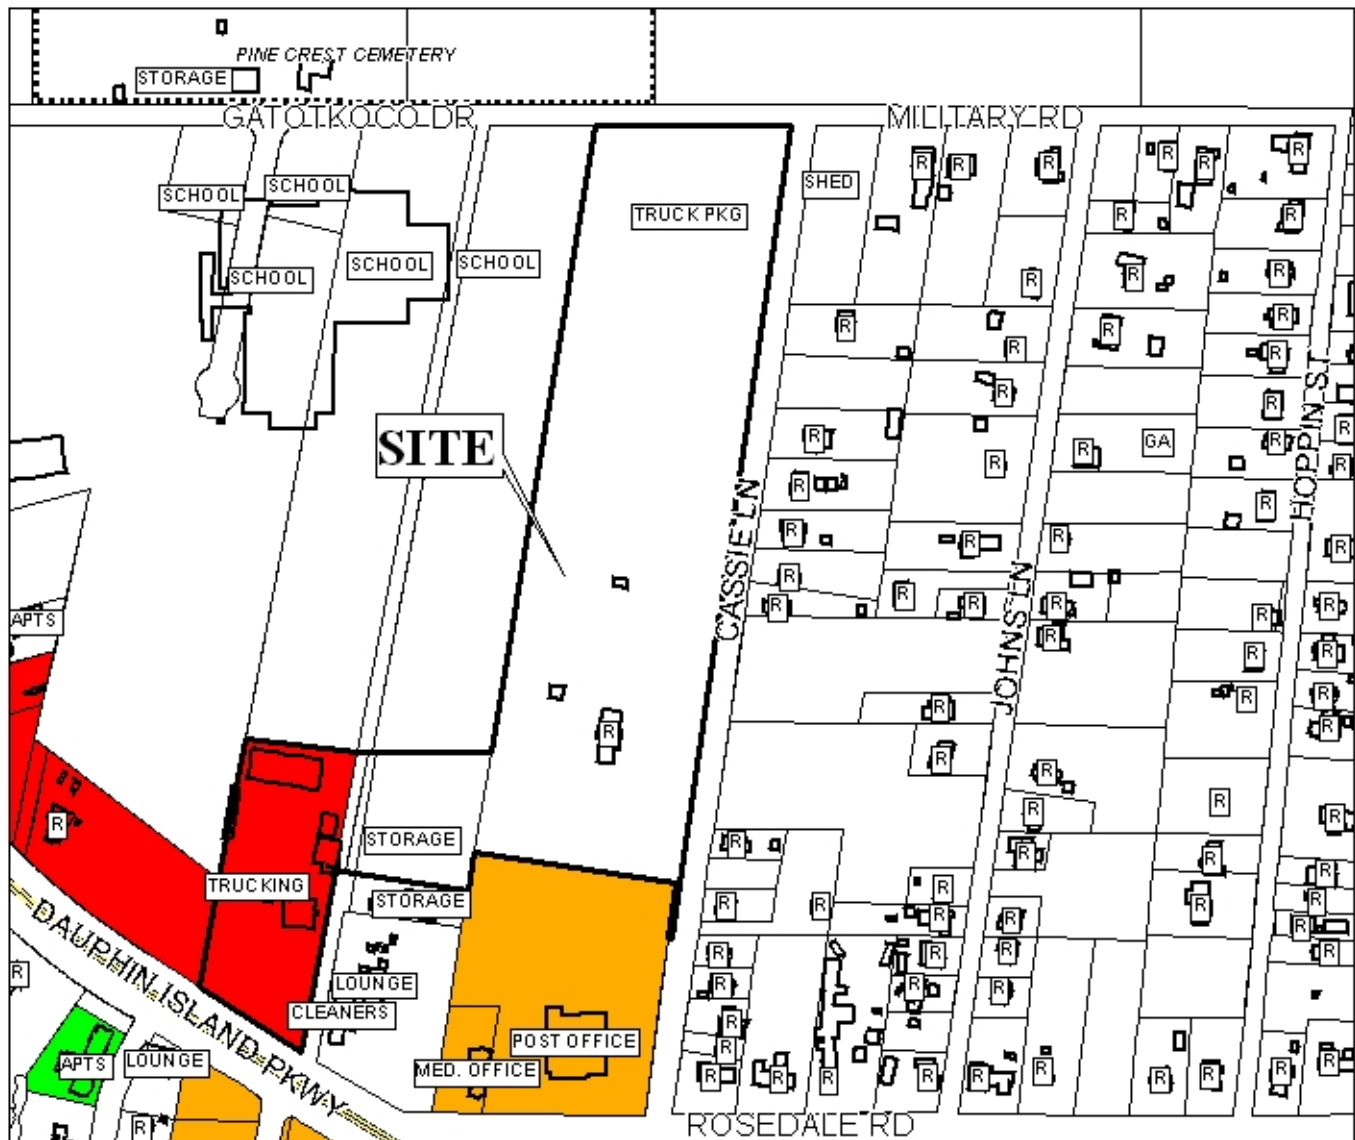 PINE CREST CEMETERY
STORAGE
GATOTKOCO DR
MILITARY RD
R R R R R R
SCHOOL SCHOOL SHED
TRUCK PKG R R
SCHOOL SCHOOL SCHOOL R R R
R R R
R R
R R
SITE
R R GA R R
R R R
R R
HOPPIN ST
CASSIE LN
R R R R
R R R R R
APTS
JOHNS LN
R R
R R
R R R
R R R
R R R
R TRUCKING STORAGE
R R R
R R R R
STORAGE
R R R R R R
DAUPHIN ISLAND PKWY
R R R R R
LOUNGE R R R
CLEANERS R
POST OFFICE R
APTS LOUNGE MED. OFFICE
R R R R R R R R R R
R
ROSEDALE RD